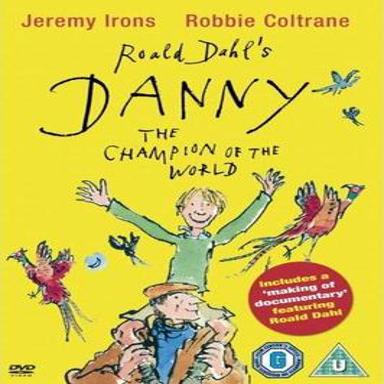 Jeremy Irons Robbie Coltrane
Roald Dahl's
DANNY
THE
CHAMPION OF THE
WORLD
Includes a
'making of
documentary'
featuring
Roald Dahl
DVD
G
U